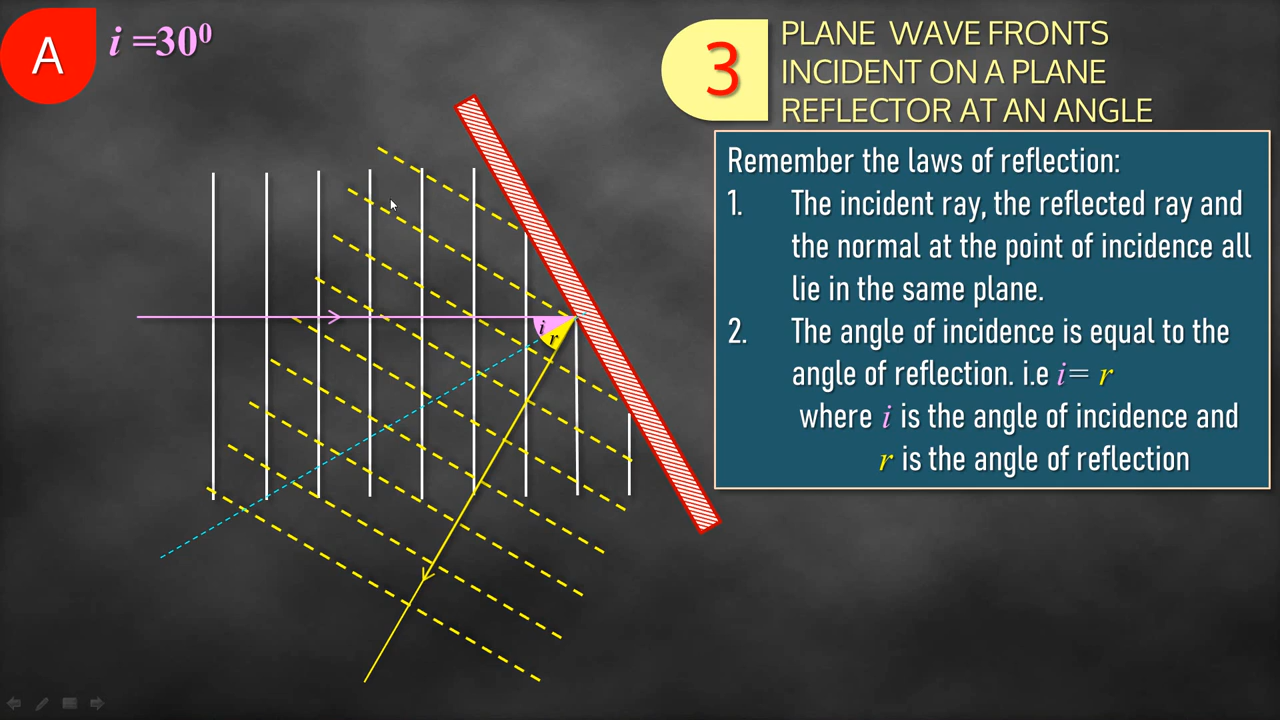 A
i =30⁰
3
PLANE WAVE FRONTS
INCIDENT ON A PLANE
REFLECTOR AT AN ANGLE
Remember the laws of reflection:
1. The incident ray, the reflected ray and
the normal at the point of incidence all
lie in the same plane.
2. The angle of incidence is equal to the
angle of reflection. i.e i= r
where i is the angle of incidence and
r is the angle of reflection
i
r